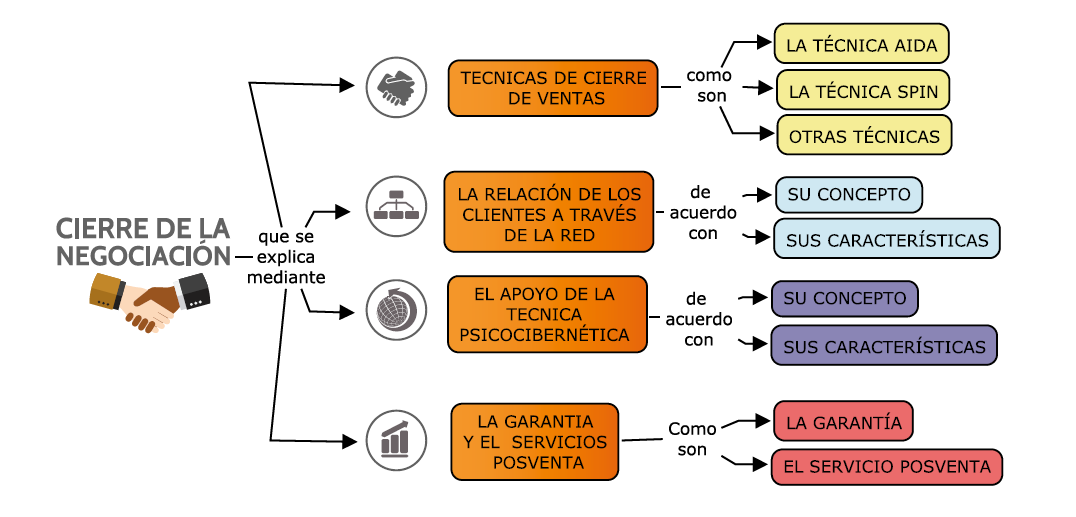 CIERRE DE LA
NEGOCIACIÓN
que se
explica
mediante
TECNICAS DE CIERRE
DE VENTAS
como
son
LA TÉCNICA AIDA
LA TÉCNICA SPIN
OTRAS TÉCNICAS
LA RELACIÓN DE LOS
CLIENTES A TRAVÉS
DE LA RED
de
acuerdo
con
SU CONCEPTO
SUS CARACTERÍSTICAS
EL APOYO DE LA
TECNICA
PSICOCIBERNÉTICA
de
acuerdo
con
SU CONCEPTO
SUS CARACTERÍSTICAS
LA GARANTIA
Y EL SERVICIOS
POSVENTA
Como
son
LA GARANTÍA
EL SERVICIO POSVENTA